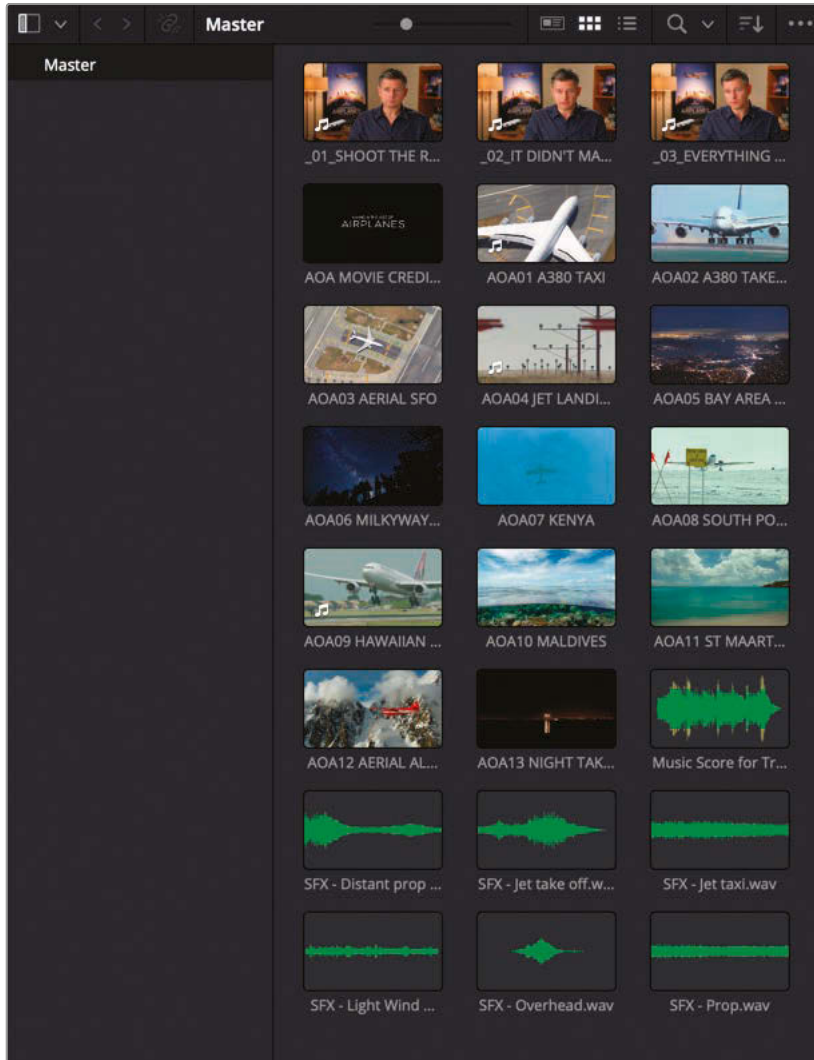 Master
Master
_01_SHOOT THE R...
_02_IT DIDN'T MA...
_03_EVERYTHING ...
AIRPLANES
AOA MOVIE CREDI...
AOA01 A380 TAXI
AOA02 A380 TAKE...
AOA03 AERIAL SFO
AOA04 JET LANDI...
AOA05 BAY AREA ...
AOA06 MILKYWAY...
AOA07 KENYA
AOA08 SOUTH PO...
AOA09 HAWAIIAN ...
AOA10 MALDIVES
AOA11 ST MAART...
AOA12 AERIAL AL...
AOA13 NIGHT TAK...
Music Score for Tr...
SFX - Distant prop ...
SFX - Jet take off.w...
SFX - Jet taxi.wav
SFX - Light Wind ...
SFX - Overhead.wav
SFX - Prop.wav